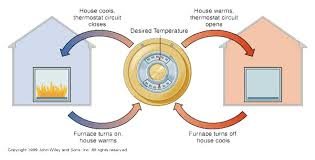 House cools,
thermostat circuit
closes
Desired Temperature
House warms,
thermostat circuit
opens
Furnace turns on,
house warms
Furnace turns off
house cools
Copyright 1999 John Wiley and Sons, Inc. All rights reserved.